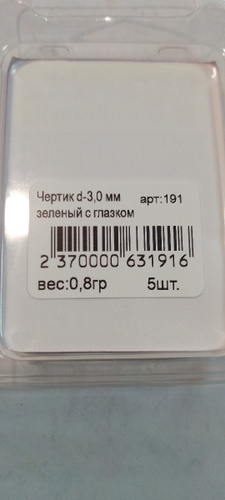 Чертик d-3,0 мм арт:191
зеленый с глазком
2 370000 631916
вес:0,8гр 5шт.